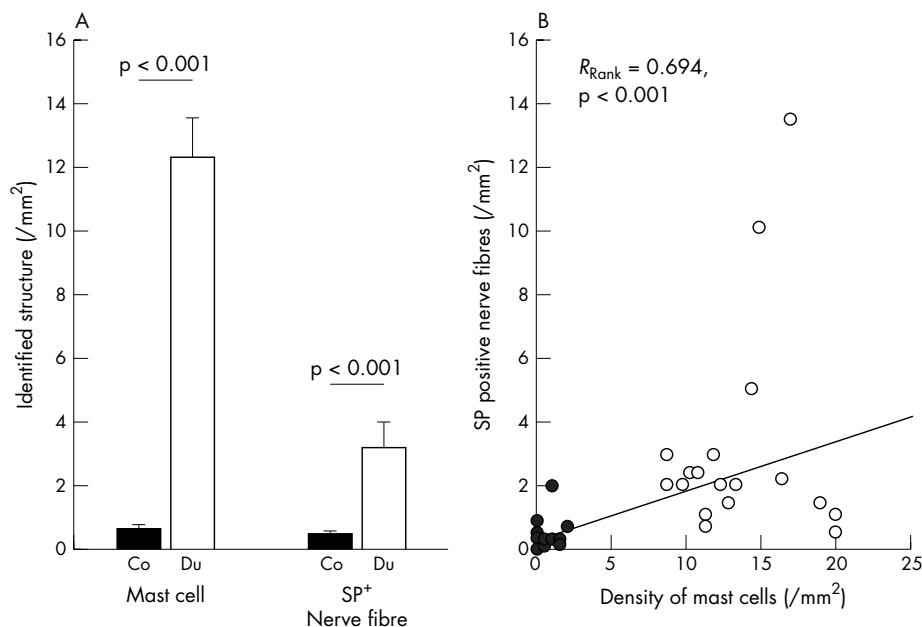 A
16
14
12
10
8
6
4
2
0
Identified structure (/mm²)
p < 0.001
p < 0.001
Co
Du
Co
Du
Mast cell
SP⁺
Nerve fibre
B
16
14
12
10
8
6
4
2
0
SP positive nerve fibres (/mm²)
R_Rank = 0.694,
p < 0.001
0
5
10
15
20
25
Density of mast cells (/mm²)